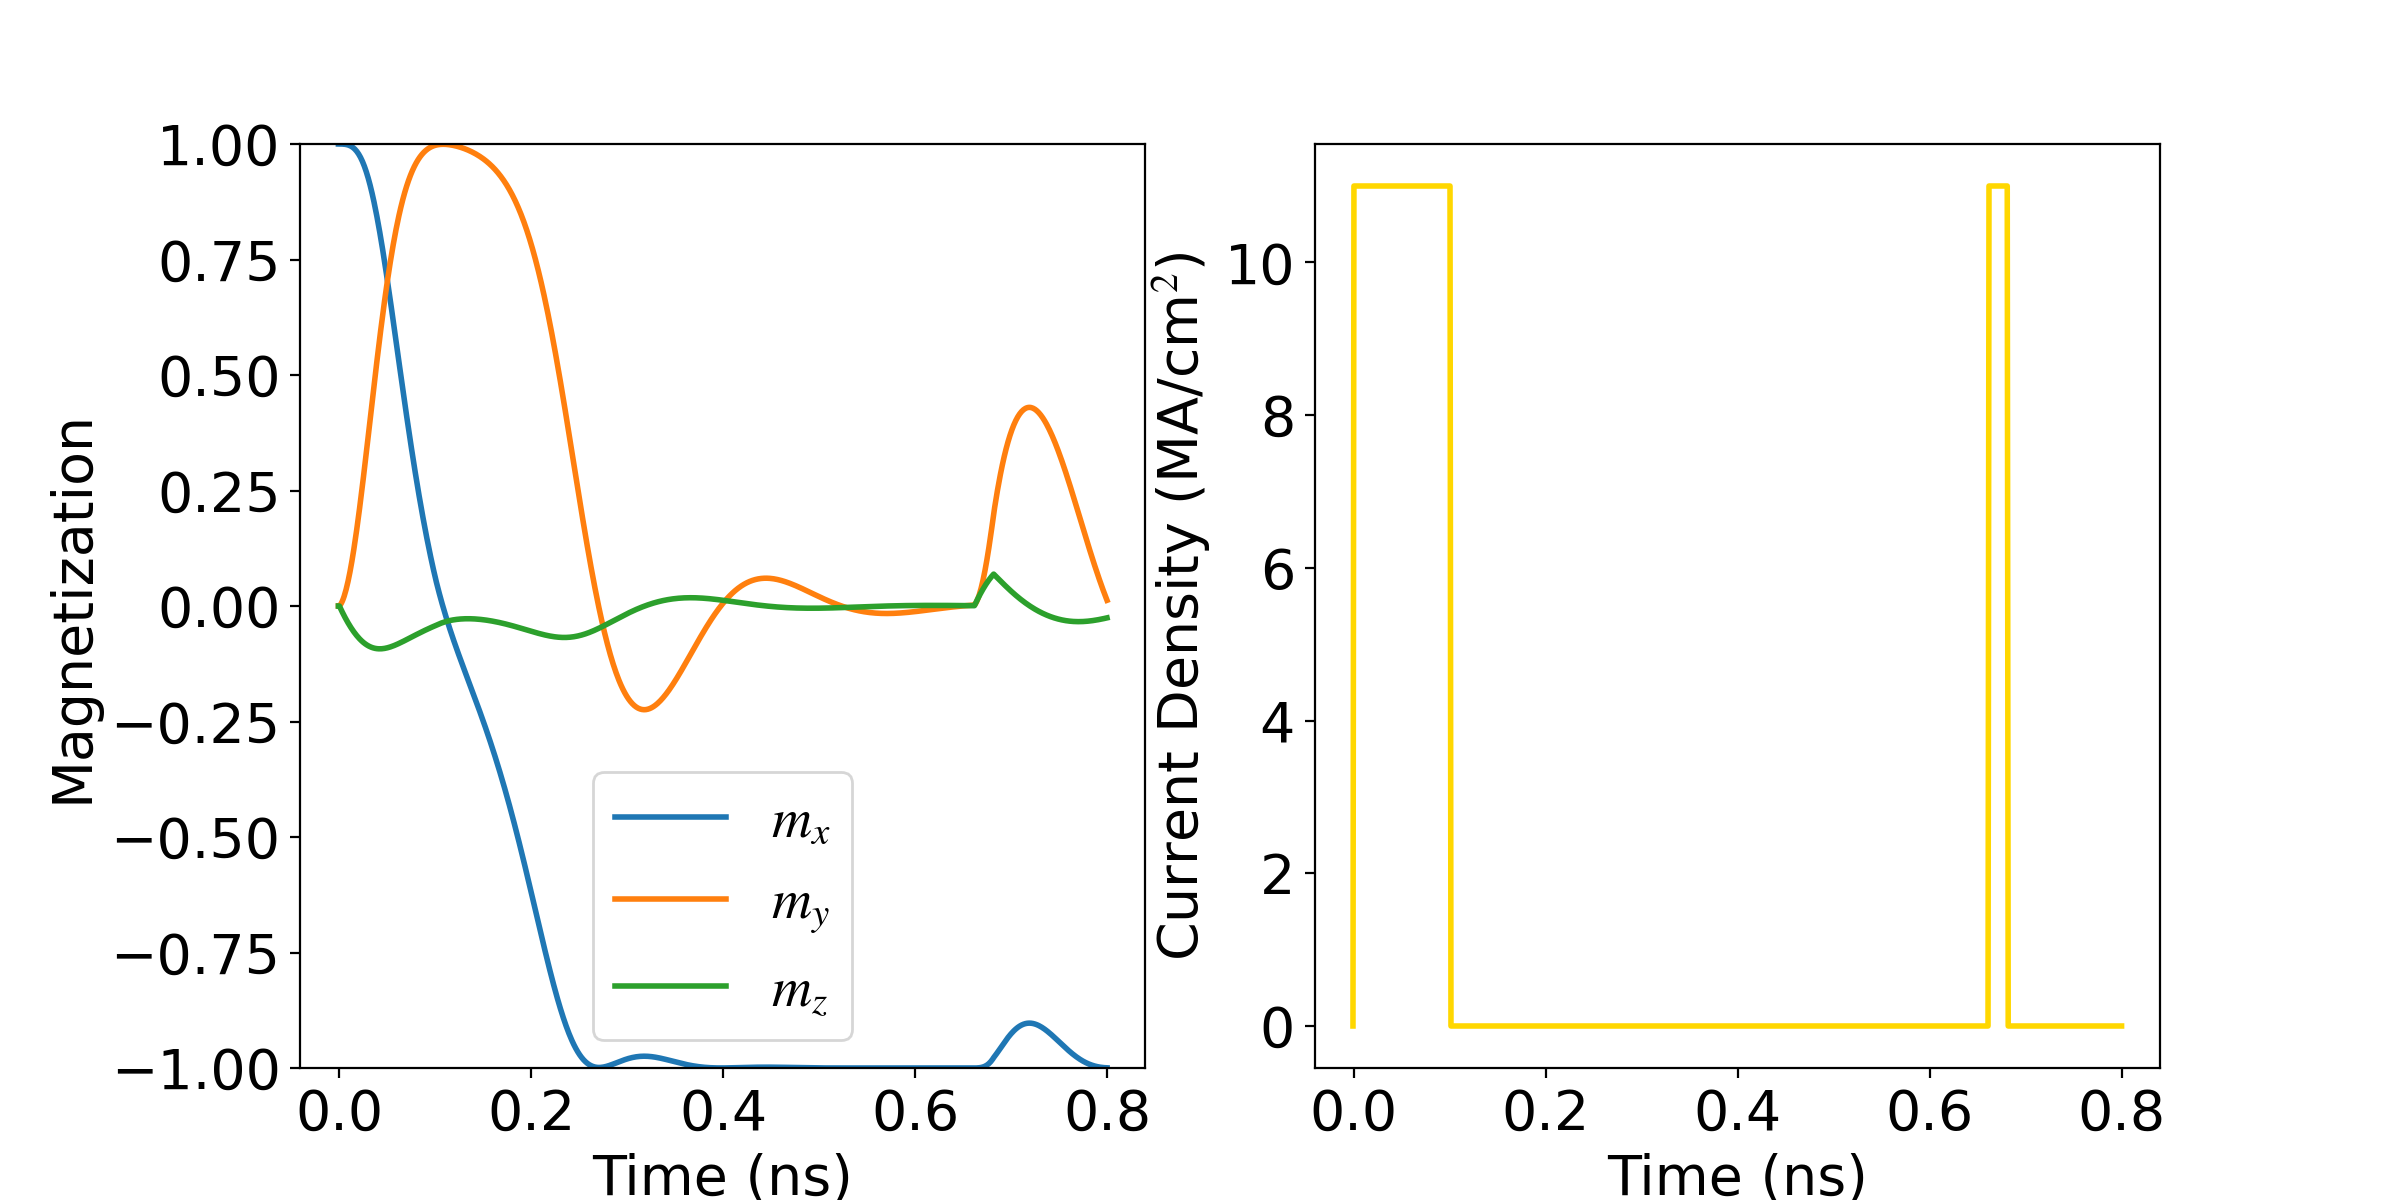 Magnetization
1.00
0.75
0.50
0.25
0.00
−0.25
−0.50
−0.75
−1.00
0.0 0.2 0.4 0.6 0.8
Time (ns)
m_x
m_y
m_z
Current Density (MA/cm²)
10
8
6
4
2
0
0.0 0.2 0.4 0.6 0.8
Time (ns)